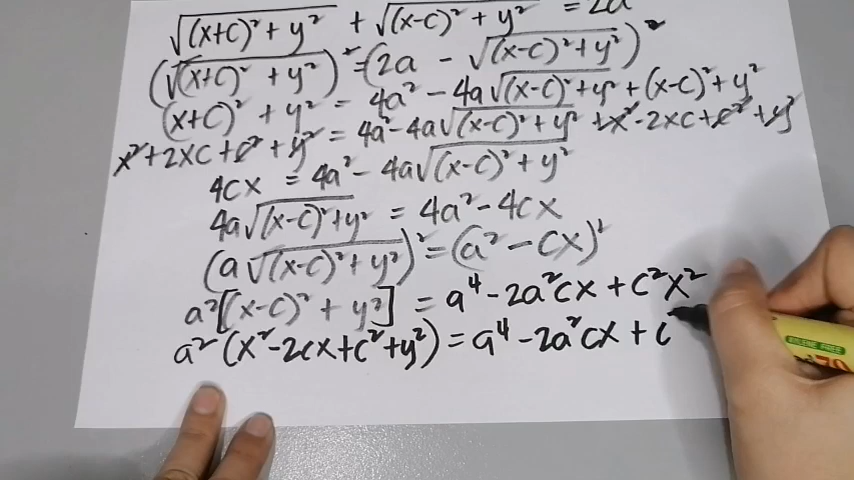 √((x+c)² + y²) + √((x-c)² + y²) = 2a
(√((x+c)² + y²))² = (2a - √((x-c)² + y²))²
(x+c)² + y² = 4a² - 4a√((x-c)² + y²) + (x-c)² + y²
x² + 2xc + c² + y² = 4a² - 4a√((x-c)² + y²) + x² - 2xc + c² + y²
4cx = 4a² - 4a√((x-c)² + y²)
4a√((x-c)² + y²) = 4a² - 4cx
(a√((x-c)² + y²))² = (a² - cx)²
a²[(x-c)² + y²] = a⁴ - 2a²cx + c²x²
a²(x² - 2cx + c² + y²) = a⁴ - 2a²cx + c
XYLENE FREE
70